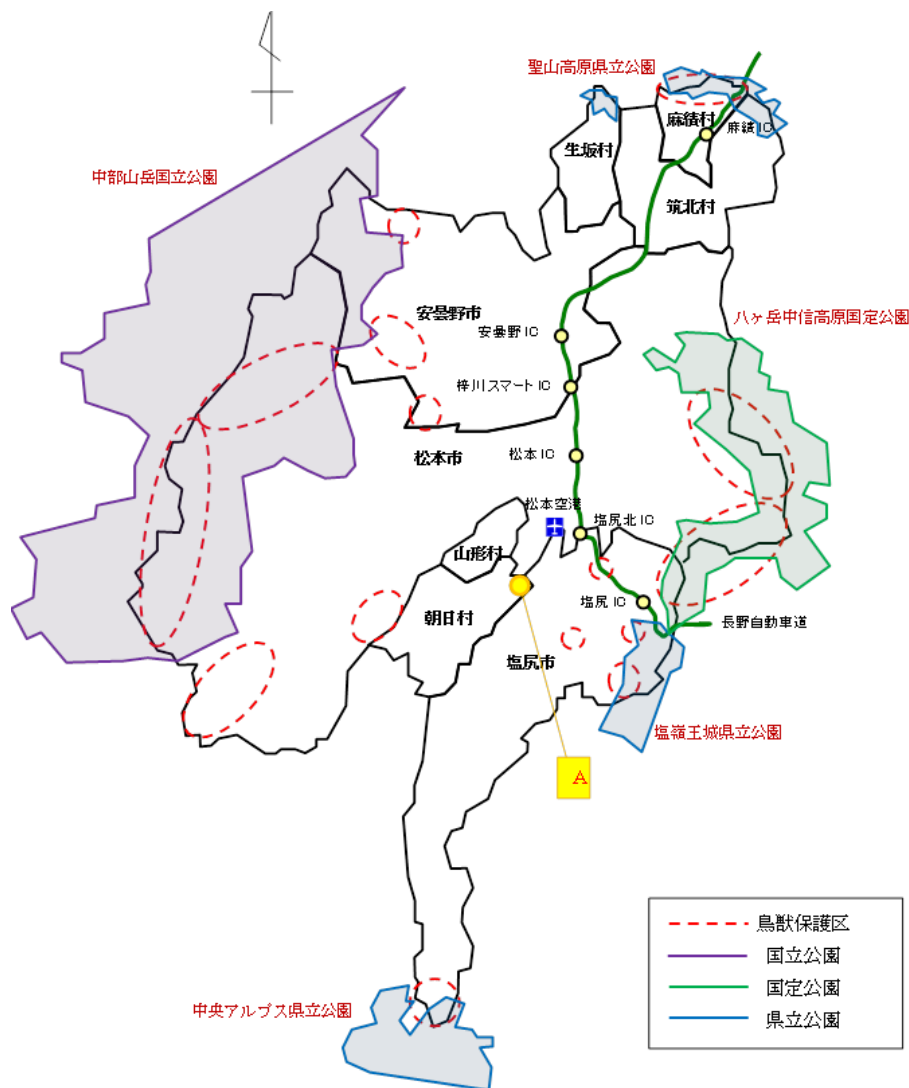 聖山高原県立公園
麻績村
麻績IC
生坂村
中部山岳国立公園
筑北村
安曇野市
八ヶ岳中信高原国定公園
安曇野IC
梓川スマートIC
松本市
松本IC
松本空港
塩尻北IC
山形村
朝日村
塩尻IC
長野自動車道
塩尻市
塩嶺王城県立公園
A
鳥獣保護区
国立公園
国定公園
県立公園
中央アルプス県立公園